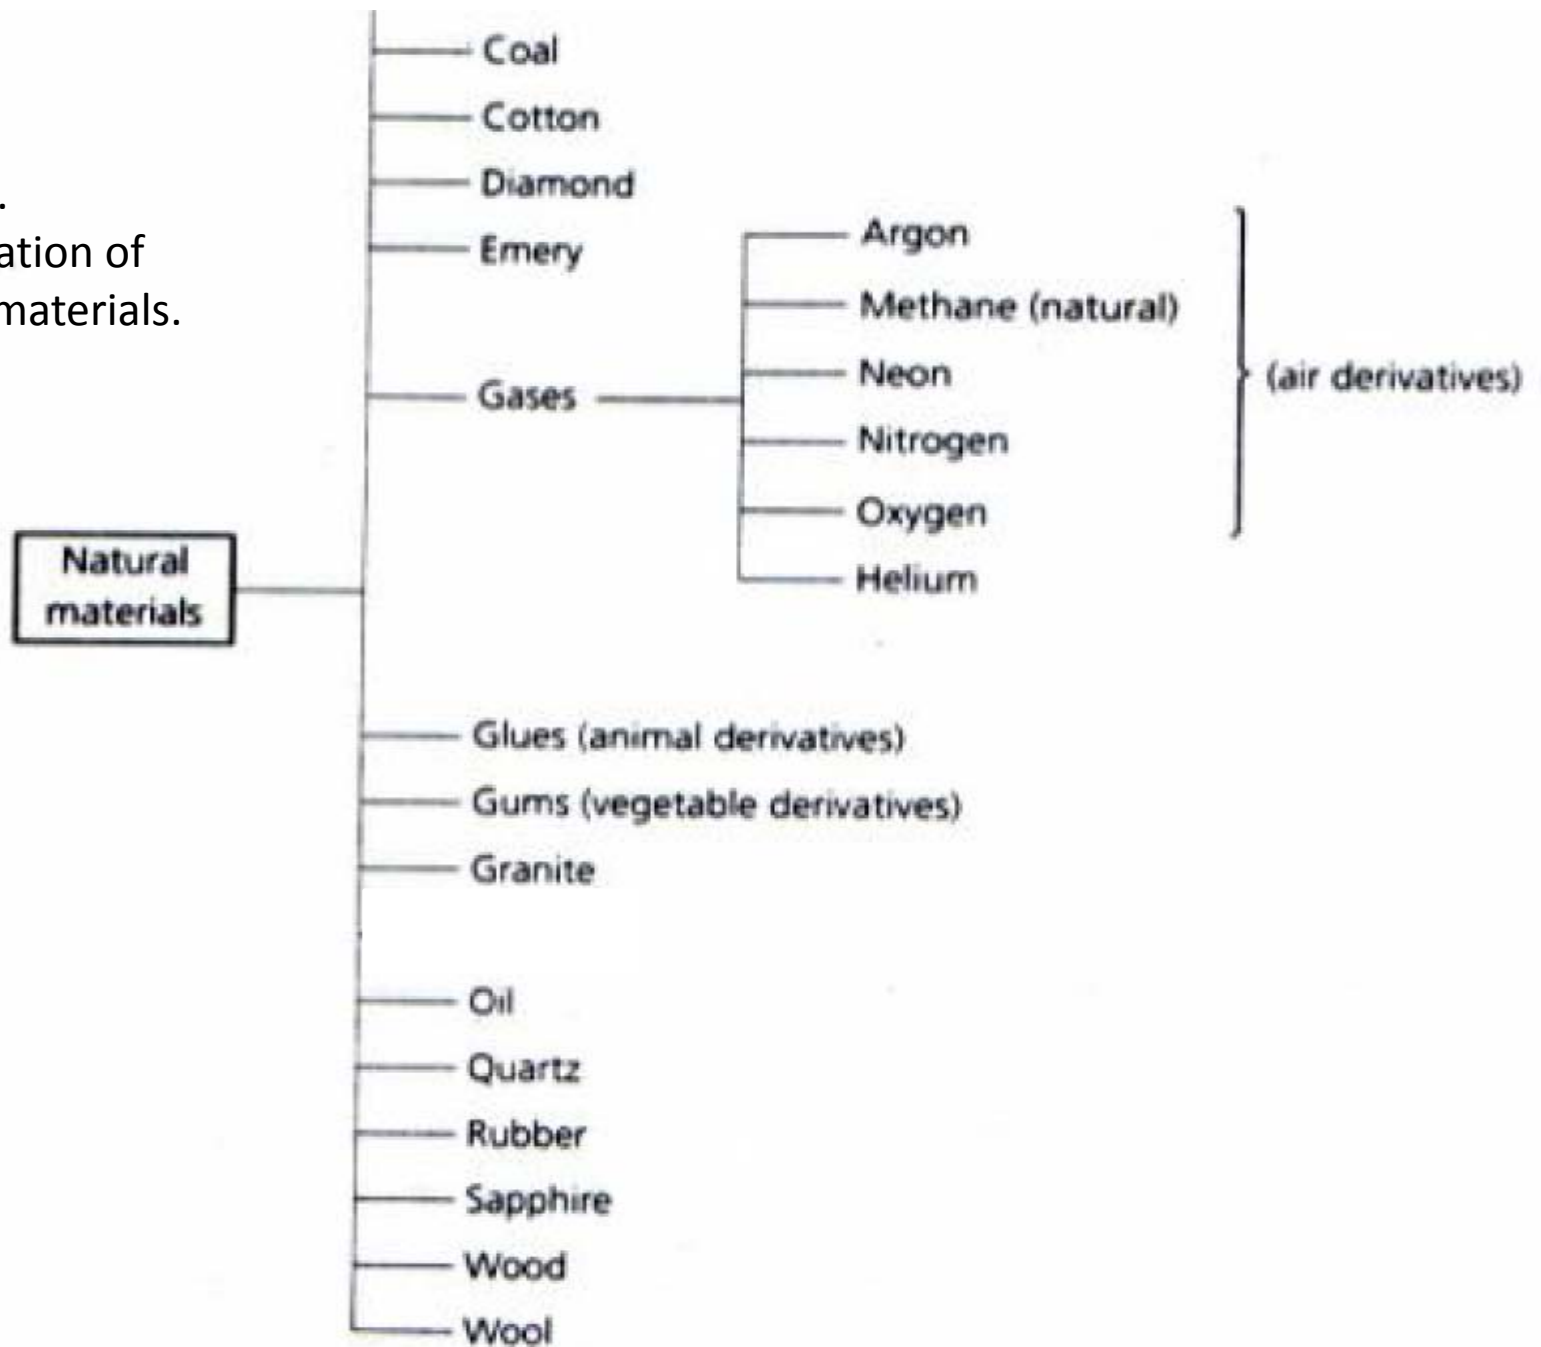 .
ation of
materials.
Natural
materials
Coal
Cotton
Diamond
Emery
Gases
Argon
Methane (natural)
Neon
Nitrogen
Oxygen
Helium
(air derivatives)
Glues (animal derivatives)
Gums (vegetable derivatives)
Granite
Oil
Quartz
Rubber
Sapphire
Wood
Wool